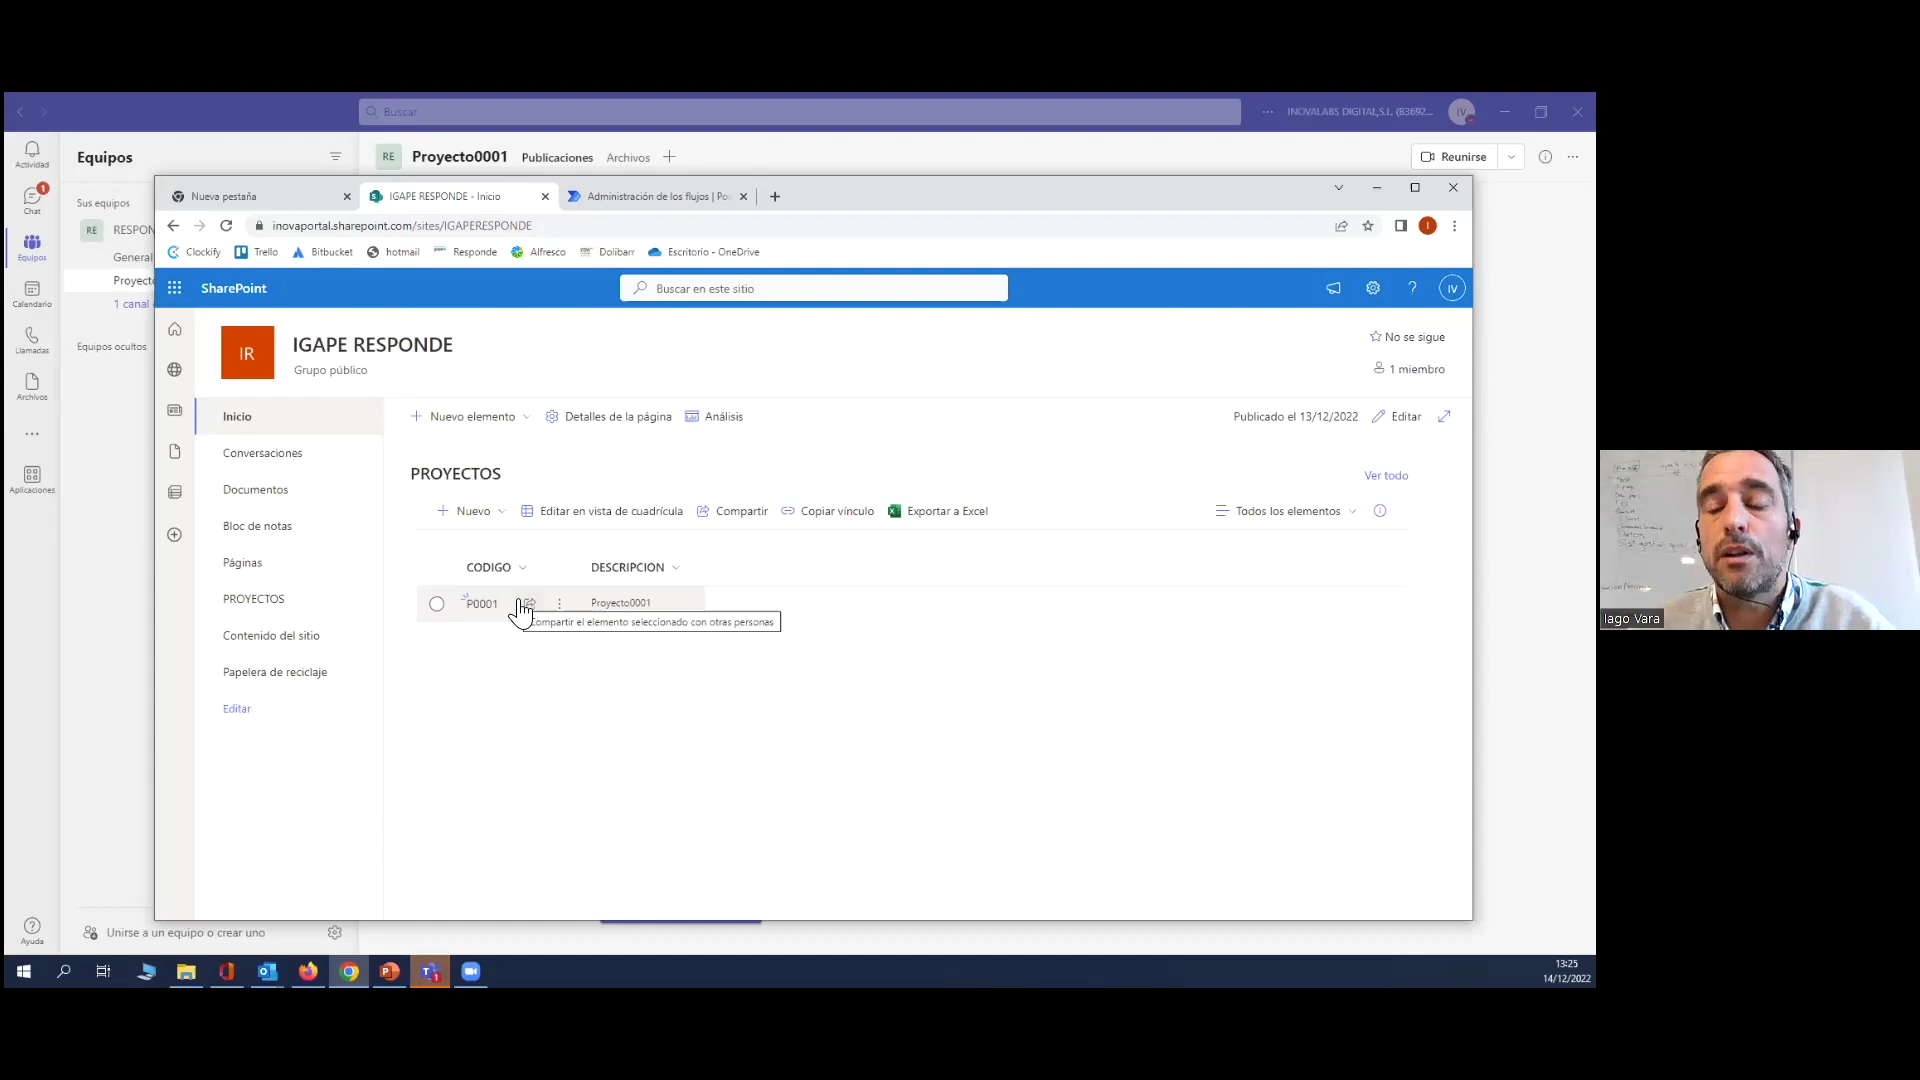 Buscar
INOVALABS DIGITAL,S.L. (B3692...
IV
Actividad
Chat
1
Equipos
Calendario
Llamadas
Archivos
Aplicaciones
Ayuda
Equipos
Sus equipos
RE
RESPON
General
Proyecto
1 canal
Equipos ocultos
Unirse a un equipo o crear uno
RE
Proyecto0001
Publicaciones
Archivos
Reunirse
Nueva pestaña
IGAPE RESPONDE - Inicio
Administración de los flujos | Po
inovaportal.sharepoint.com/sites/IGAPERESPONDE
I
Clockify
Trello
Bitbucket
hotmail
Responde
Alfresco
Dolibarr
Escritorio - OneDrive
SharePoint
Buscar en este sitio
?
IV
IR
IGAPE RESPONDE
Grupo público
No se sigue
1 miembro
Inicio
Conversaciones
Documentos
Bloc de notas
Páginas
PROYECTOS
Contenido del sitio
Papelera de reciclaje
Editar
Nuevo elemento
Detalles de la página
Análisis
Publicado el 13/12/2022
Editar
PROYECTOS
Ver todo
Nuevo
Editar en vista de cuadrícula
Compartir
Copiar vínculo
Exportar a Excel
Todos los elementos
CODIGO
DESCRIPCION
P0001
Proyecto0001
Compartir el elemento seleccionado con otras personas
13:25
14/12/2022
Iago Vara